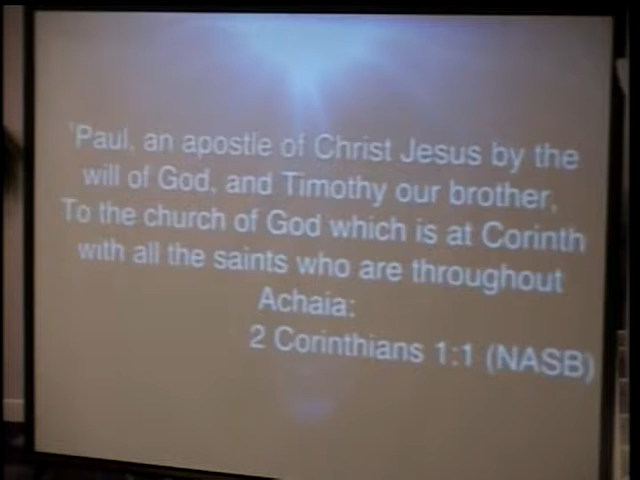 'Paul, an apostle of Christ Jesus by the
will of God, and Timothy our brother,
To the church of God which is at Corinth
with all the saints who are throughout
Achaia:
2 Corinthians 1:1 (NASB)